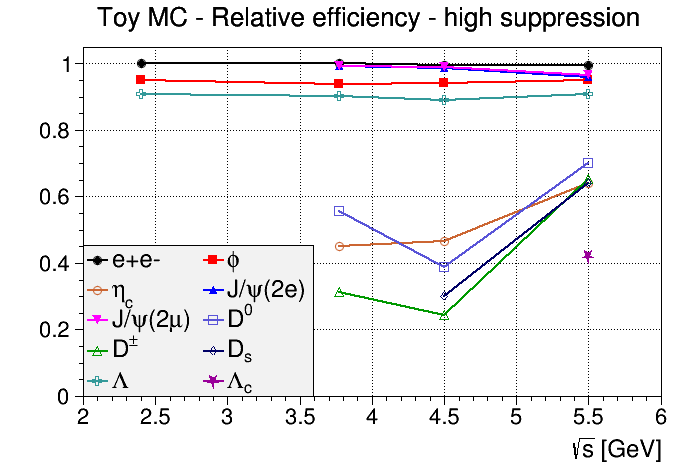 Toy MC - Relative efficiency - high suppression
1
0.8
0.6
0.4
0.2
0
e+e- ϕ
η_c J/ψ(2e)
J/ψ(2μ) D⁰
D± D_s
Λ Λ_c
2 2.5 3 3.5 4 4.5 5 5.5 6
√s [GeV]